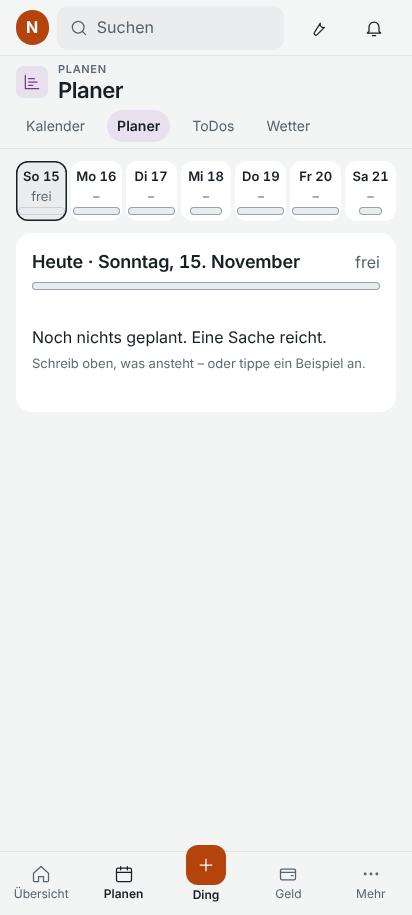 N
Suchen
PLANEN
Planer
Kalender Planer ToDos Wetter
So 15 Mo 16 Di 17 Mi 18 Do 19 Fr 20 Sa 21
frei – – – – – –
Heute · Sonntag, 15. November frei
Noch nichts geplant. Eine Sache reicht.
Schreib oben, was ansteht – oder tippe ein Beispiel an.
Übersicht Planen Ding Geld Mehr